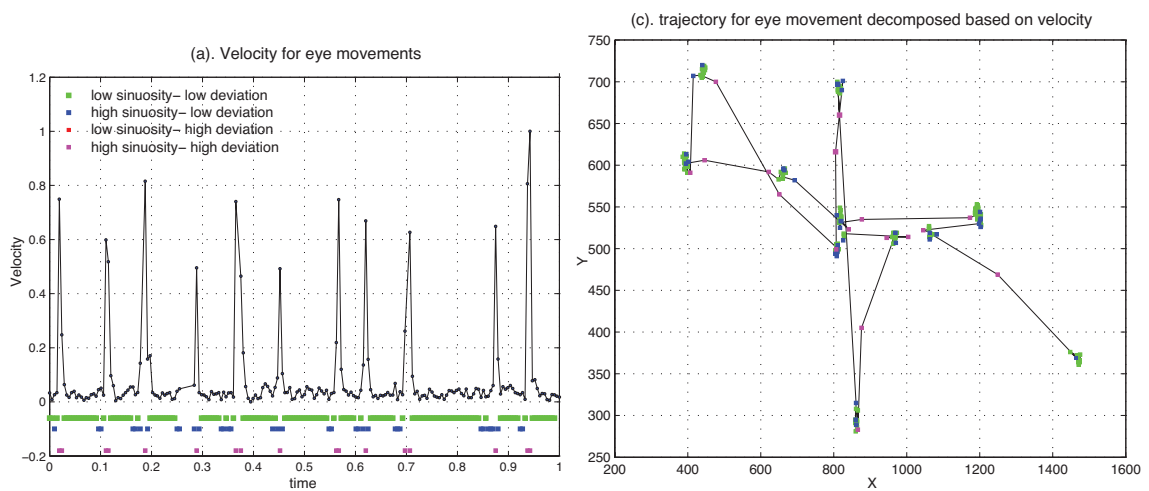 (a). Velocity for eye movements
1.2
1
0.8
0.6
0.4
0.2
0
−0.2
Velocity
low sinuosity− low deviation
high sinuosity− low deviation
low sinuosity− high deviation
high sinuosity− high deviation
0 0.1 0.2 0.3 0.4 0.5 0.6 0.7 0.8 0.9 1
time
(c). trajectory for eye movement decomposed based on velocity
750
700
650
600
550
500
450
400
350
300
250
Y
200 400 600 800 1000 1200 1400 1600
X